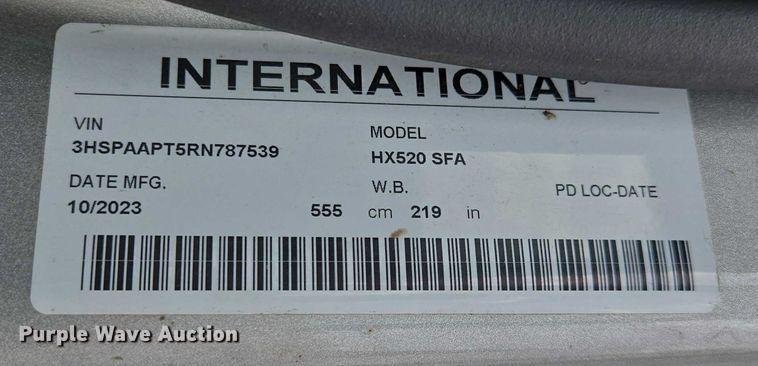 INTERNATIONAL®
VIN
3HSPAAPT5RN787539
MODEL
HX520 SFA
DATE MFG.
10/2023
W.B.
555 cm 219 in
PD LOC-DATE
Purple Wave Auction